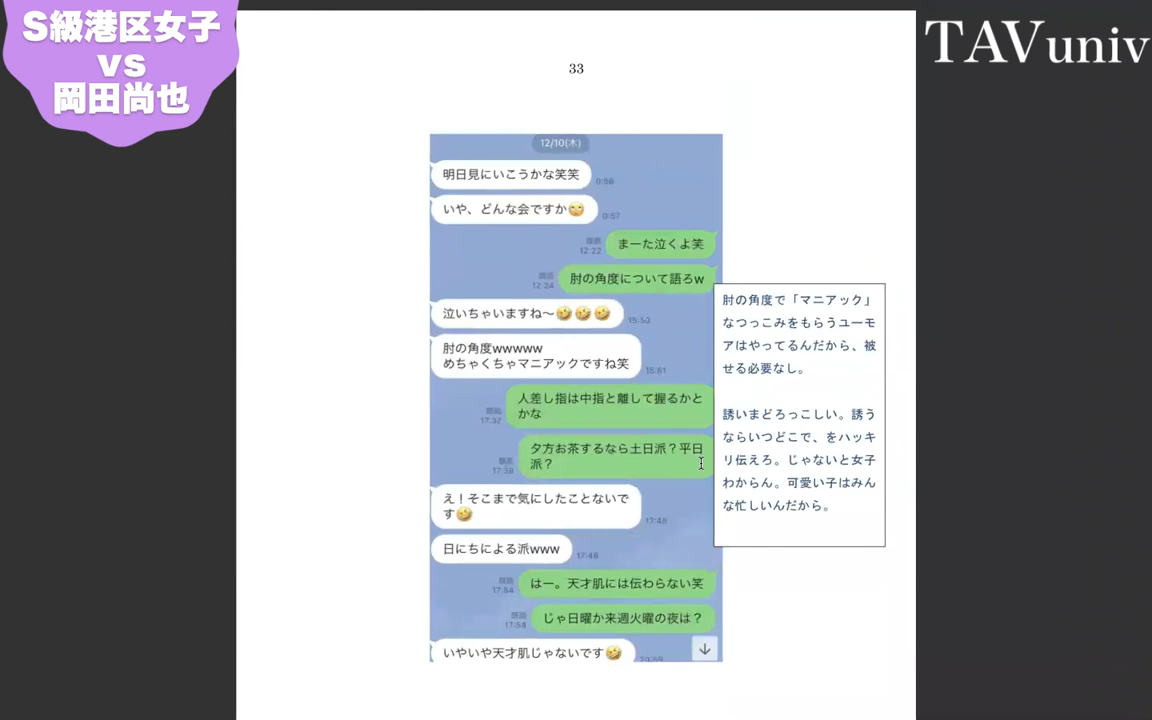 S級港区女子
vs
岡田尚也
TAVuniv
33
12/10(木)
明日見にいこうかな笑笑
0:56
いや、どんな会ですか🙄
0:57
まーた泣くよ笑
既読
12:22
肘の角度について語ろw
既読
12:24
泣いちゃいますね〜🤣🤣🤣
15:50
肘の角度wwwww
めちゃくちゃマニアックですね笑
15:51
人差し指は中指と離して握るかと
かな
既読
17:37
夕方お茶するなら土日派？平日
派？
既読
17:38
え！そこまで気にしたことないで
す🤣
17:48
日にちによる派www
17:48
はー。天才肌には伝わらない笑
既読
17:54
じゃ日曜か来週火曜の夜は？
既読
17:58
いやいや天才肌じゃないです🤣
肘の角度で「マニアック」
なつっこみをもらうユーモ
アはやってるんだから、被
せる必要なし。
誘いまどろっこしい。誘う
ならいつどこで、をハッキ
リ伝えろ。じゃないと女子
わからん。可愛い子はみん
な忙しいんだから。